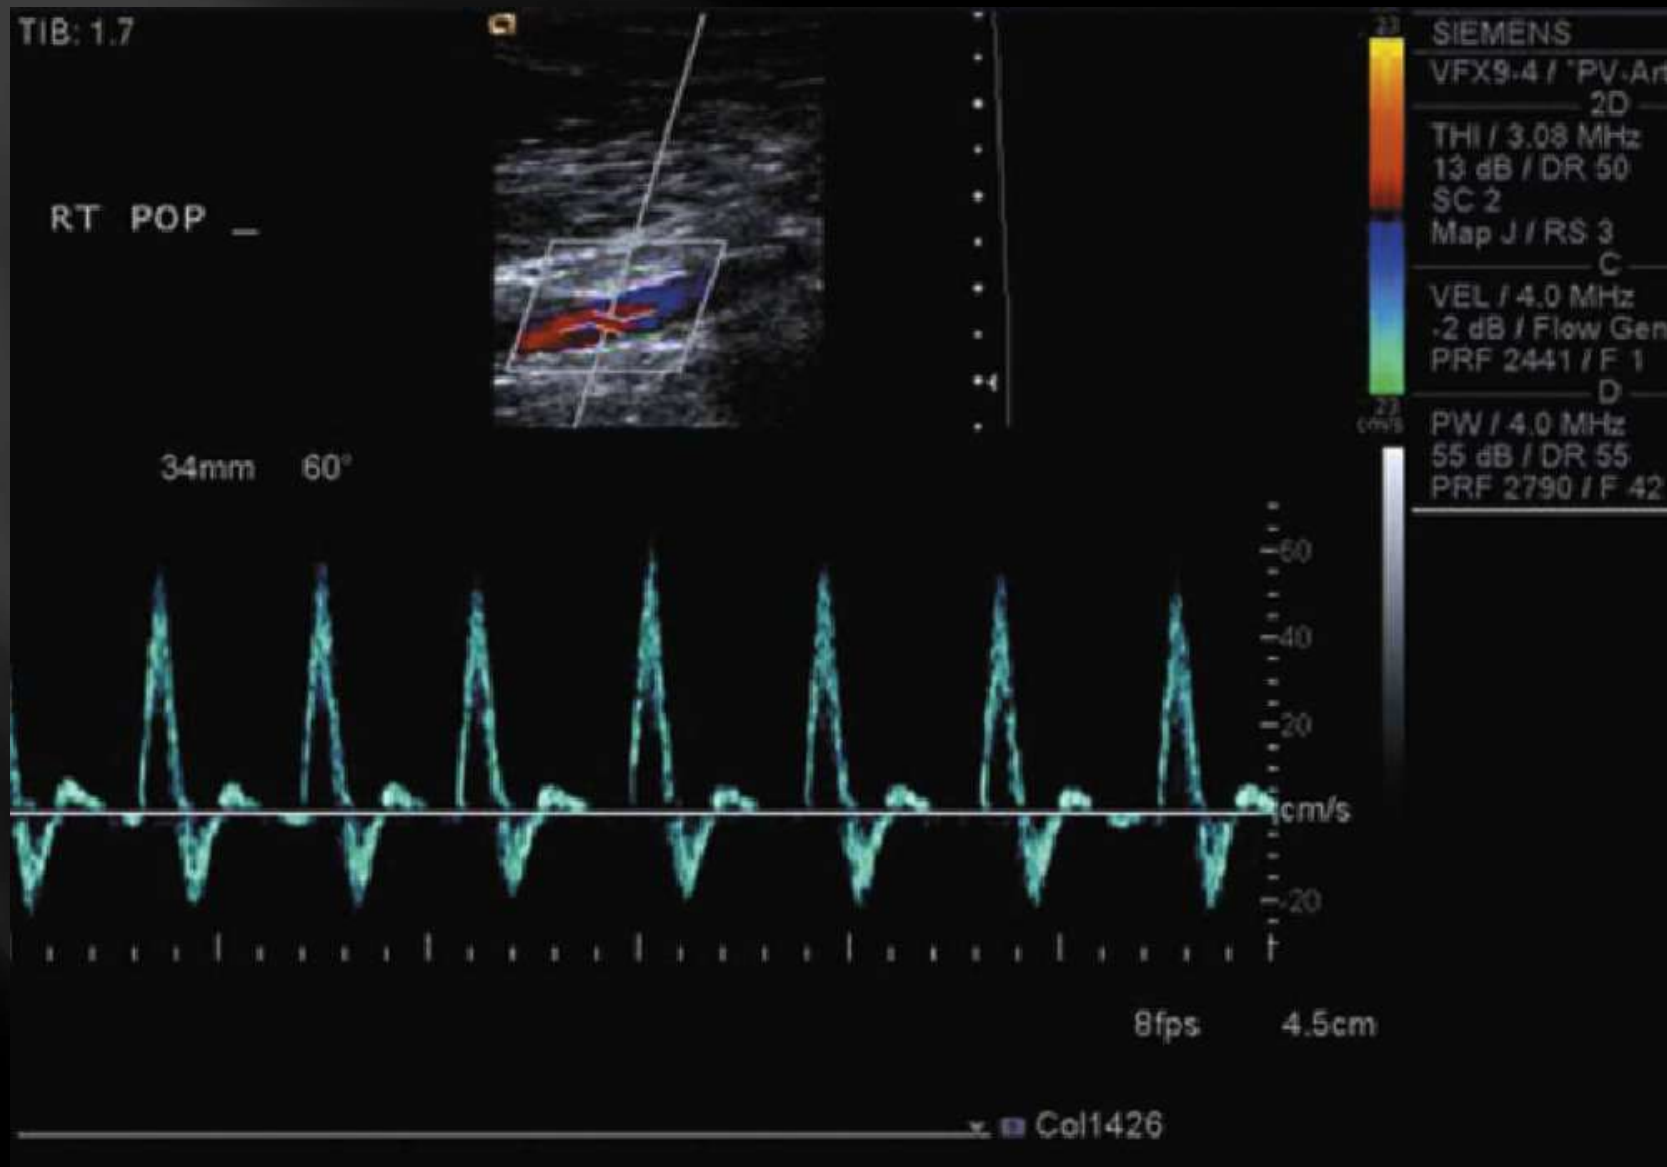 TIB: 1.7
RT POP _
34mm 60°
23
23
cm/s
SIEMENS
VFX9-4 / *PV-Art
2D
THI / 3.08 MHz
13 dB / DR 50
SC 2
Map J / RS 3
C
VEL / 4.0 MHz
-2 dB / Flow Gen
PRF 2441 / F 1
D
PW / 4.0 MHz
55 dB / DR 55
PRF 2790 / F 42
60
40
20
cm/s
-20
8fps 4.5cm
Col1426